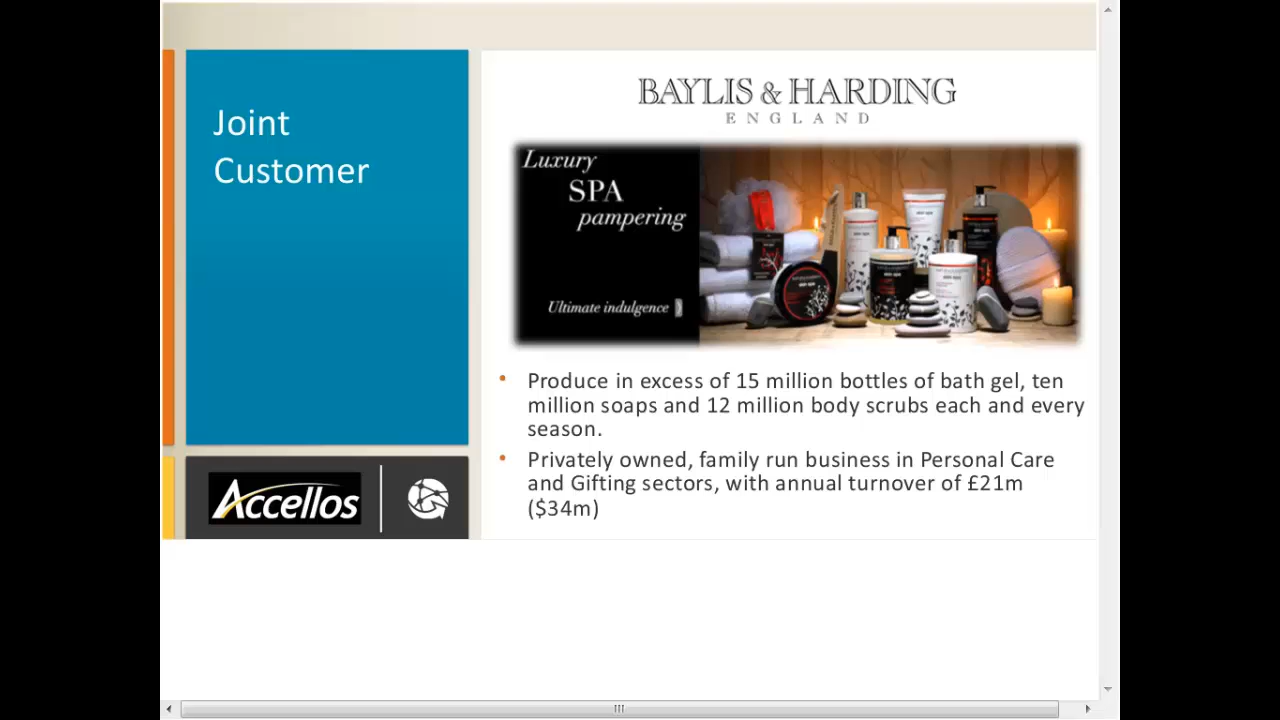 Joint
Customer
BAYLIS & HARDING
ENGLAND
Luxury
SPA
pampering
Ultimate indulgence
• Produce in excess of 15 million bottles of bath gel, ten
million soaps and 12 million body scrubs each and every
season.
• Privately owned, family run business in Personal Care
and Gifting sectors, with annual turnover of £21m
($34m)
Accellos